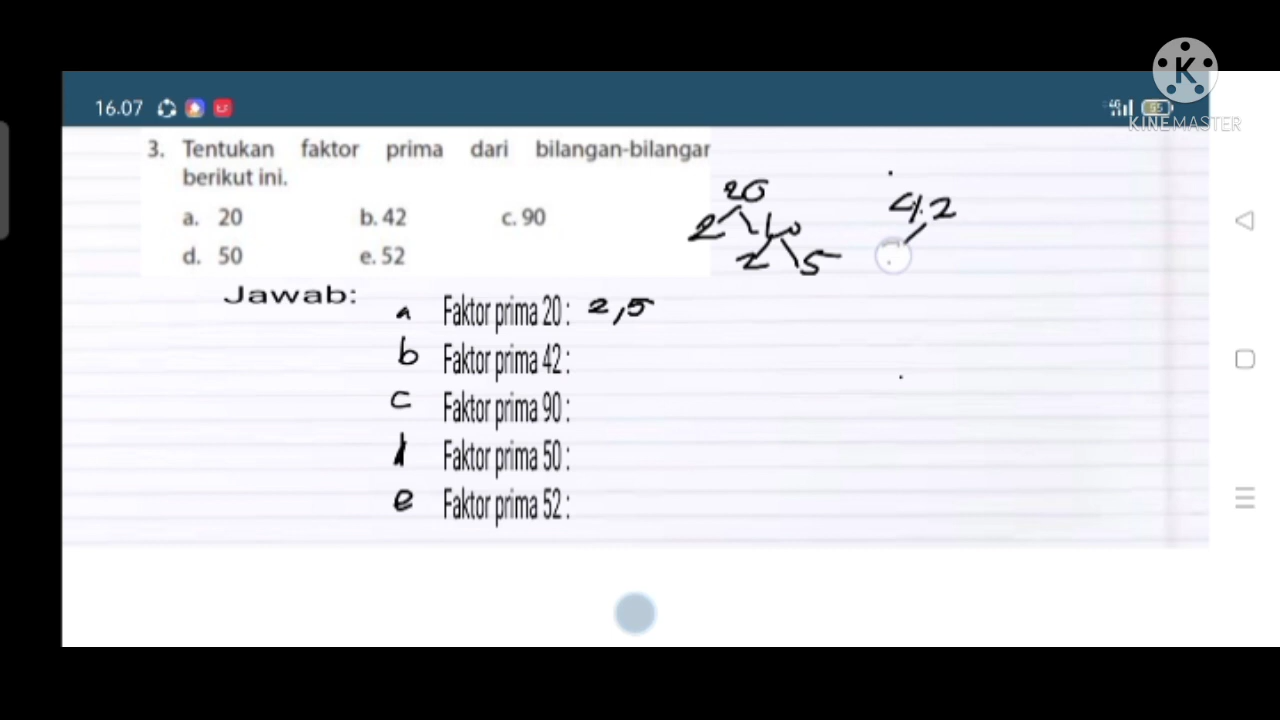 16.07
4G
55
K
KINEMASTER
3. Tentukan faktor prima dari bilangan-bilangan
berikut ini.
a. 20 b. 42 c. 90
d. 50 e. 52
20
2 10
2 5
42
Jawab:
a Faktor prima 20 : 2,5
b Faktor prima 42 :
c Faktor prima 90 :
d Faktor prima 50 :
e Faktor prima 52 :